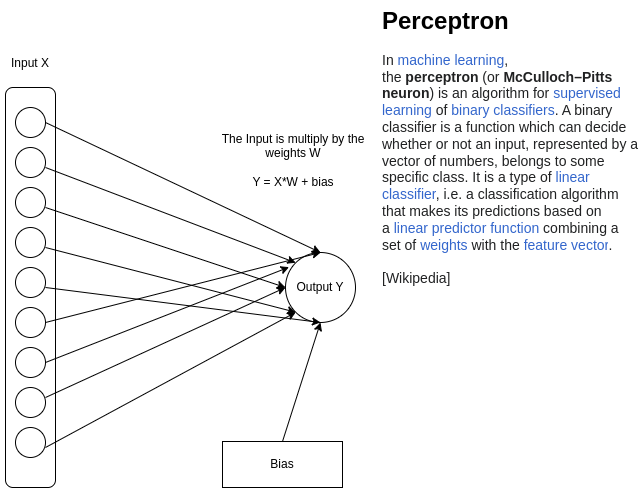 Perceptron
Input X
In machine learning,
the perceptron (or McCulloch–Pitts
neuron) is an algorithm for supervised
learning of binary classifiers. A binary
classifier is a function which can decide
whether or not an input, represented by a
vector of numbers, belongs to some
specific class. It is a type of linear
classifier, i.e. a classification algorithm
that makes its predictions based on
a linear predictor function combining a
set of weights with the feature vector.
[Wikipedia]
The Input is multiply by the
weights W
Y = X*W + bias
Output Y
Bias